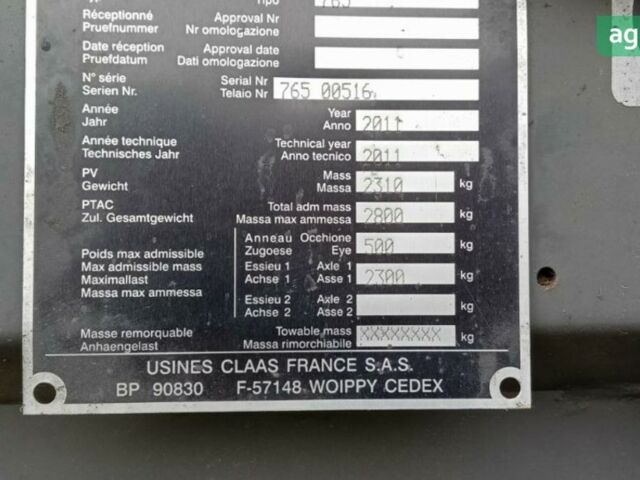 765
Réceptionné Approval Nr
Pruefnummer Nr omologazione
Date réception Approval date
Pruefdatum Dati omologazione
N° série Serial Nr
Serien Nr. Telaio Nr 765 00516
Année Year
Jahr Anno 2011
Année technique Technical year
Technisches Jahr Anno tecnico 2011
PV Mass
Gewicht Massa 2310 kg
PTAC Total adm mass
Zul. Gesamtgewicht Massa max ammessa 2800 kg
Poids max admissible
Max admissible mass
Maximallast
Massa max ammessa
Anneau Occhione
Zugoese Eye 500 kg
Essieu 1 Axle 1
Achse 1 Asse 1 2300 kg
Essieu 2 Axle 2
Achse 2 Asse 2 kg
Masse remorquable Towable mass
Anhaengelast Massa rimorchiabile XXXXXXXX kg
USINES CLAAS FRANCE S.A.S.
BP 90830 F-57148 WOIPPY CEDEX
ag